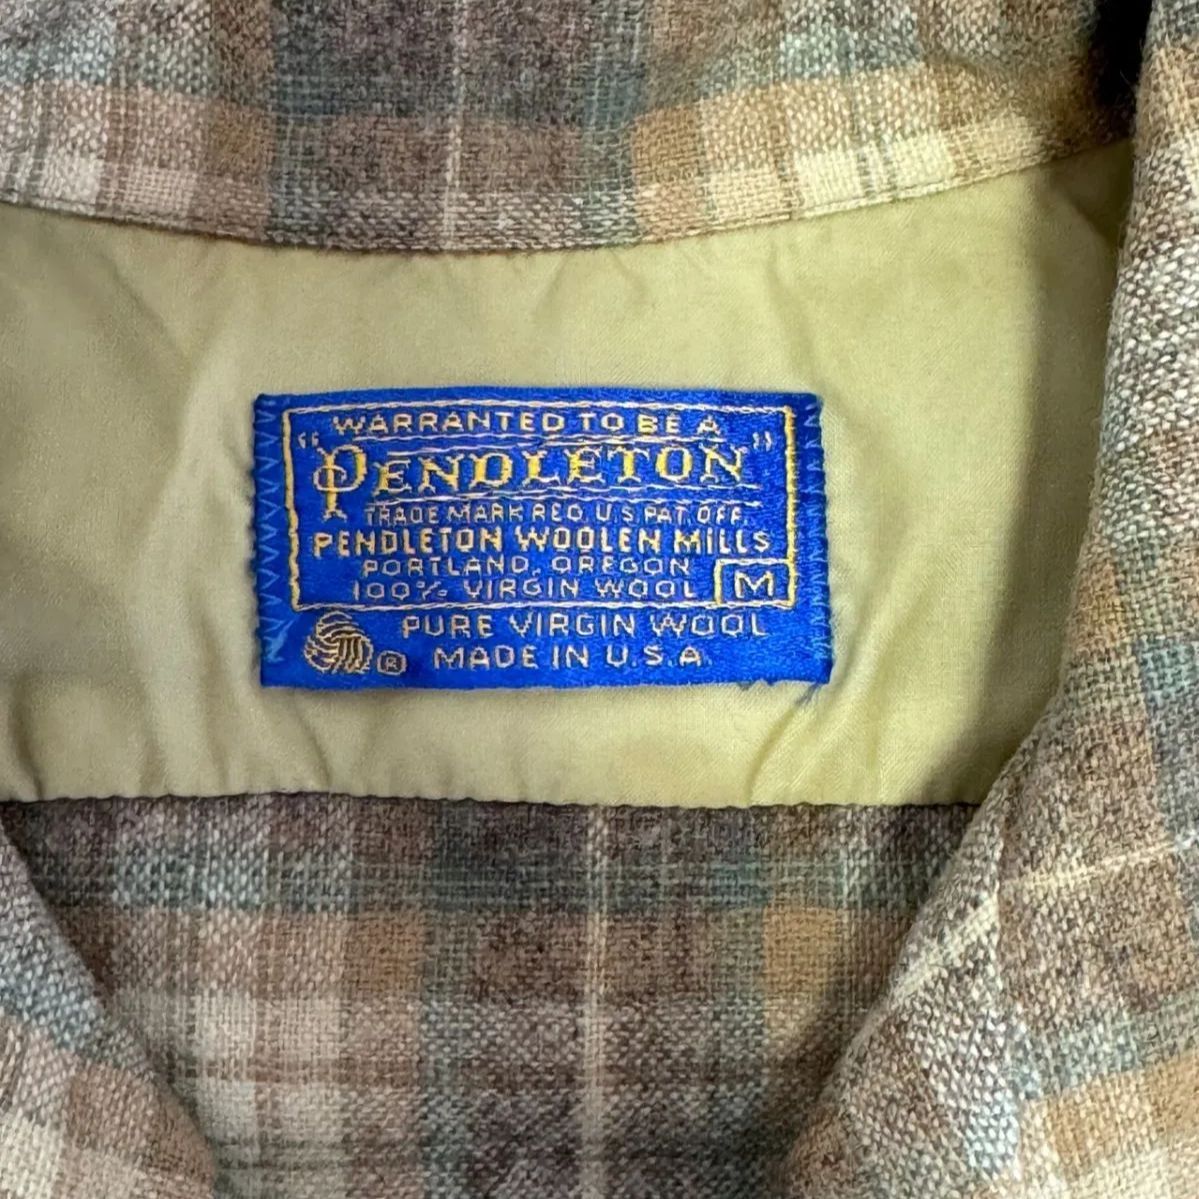 WARRANTED TO BE A
"PENDLETON"
TRADE MARK REG. U.S. PAT. OFF.
PENDLETON WOOLEN MILLS
PORTLAND, OREGON
100% VIRGIN WOOL M
PURE VIRGIN WOOL
® MADE IN U.S.A.